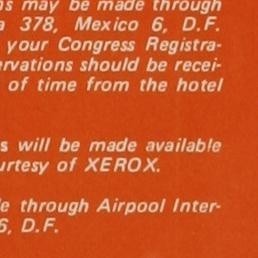 may be made through
378, Mexico 6, D.F.
your Congress Registra-
ervations should be recei-
of time from the hotel
will be made available
urtesy of XEROX.
through Airpool Inter-
6, D.F.